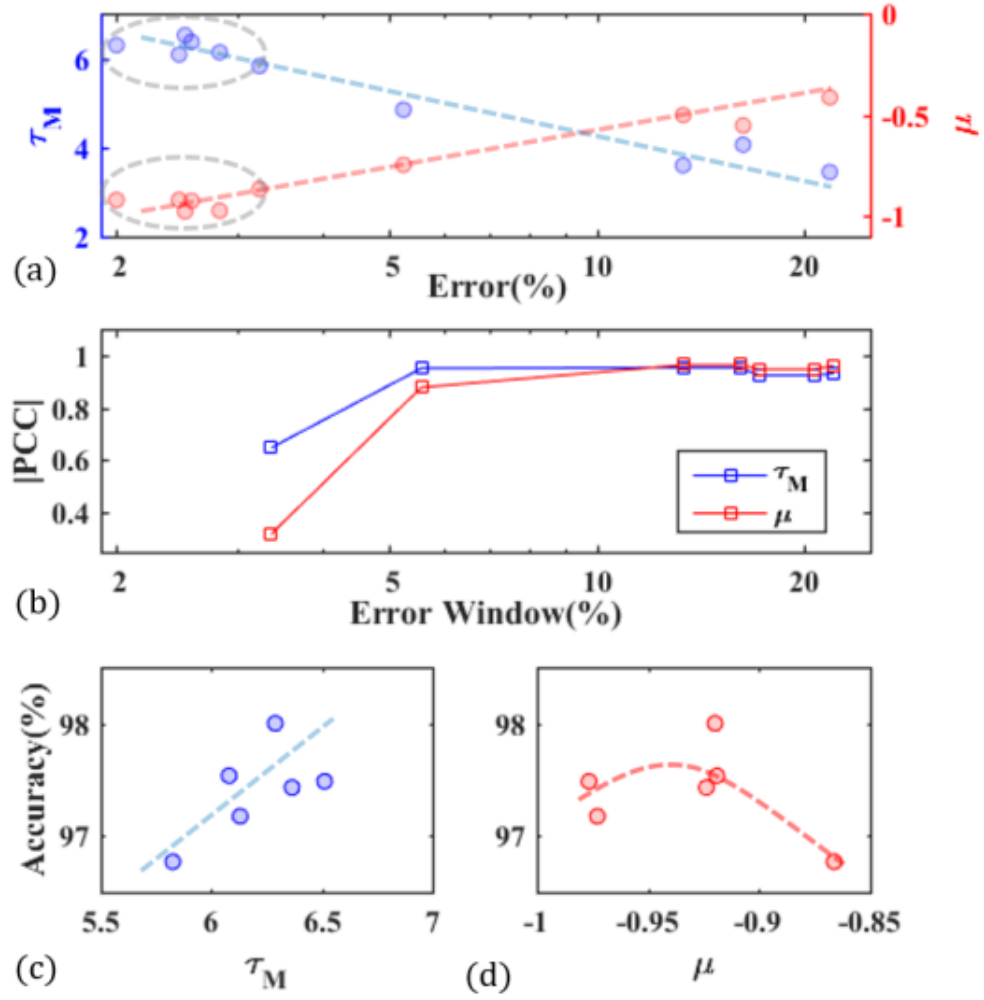 0
6
-0.5
4
-1
2
τM
μ
2 5 10 20
(a) Error(%)
1
0.8
0.6
0.4
|PCC|
τM
μ
2 5 10 20
(b) Error Window(%)
98
97
Accuracy(%)
98
97
5.5 6 6.5 7
-1 -0.95 -0.9 -0.85
(c) τM
(d) μ